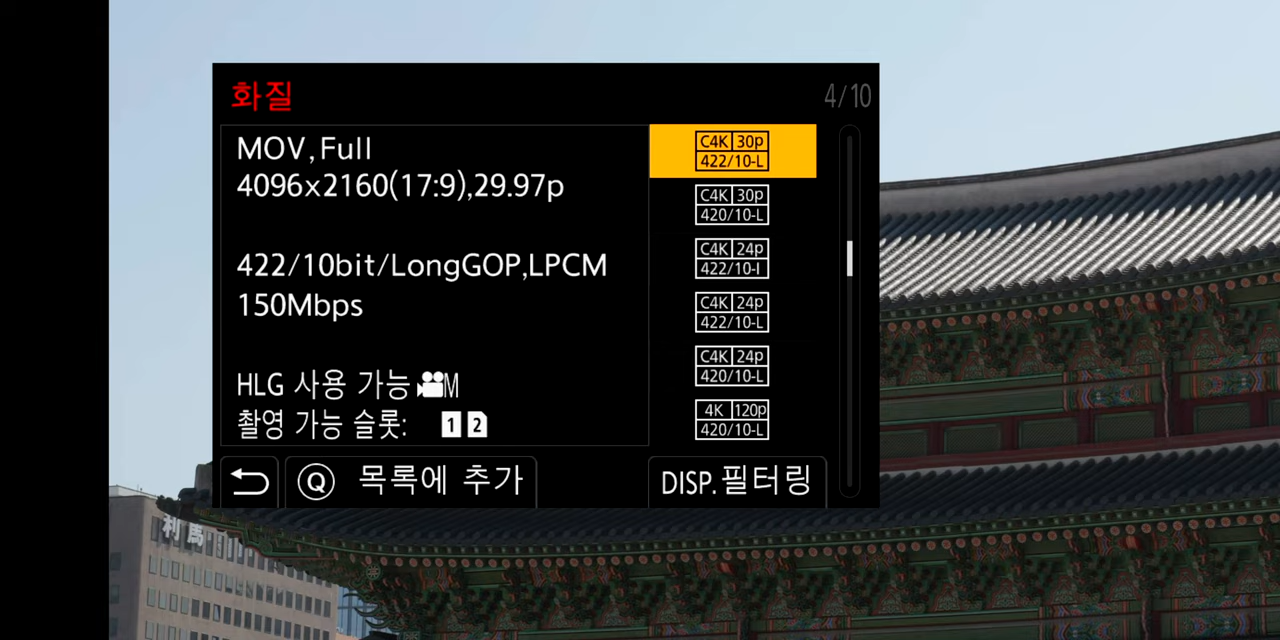 화질
4/10
MOV,Full
4096x2160(17:9),29.97p
422/10bit/LongGOP,LPCM
150Mbps
HLG 사용 가능 M
촬영 가능 슬롯: 1 2
C4K 30p
422/10-L
C4K 30p
420/10-L
C4K 24p
422/10-I
C4K 24p
422/10-L
C4K 24p
420/10-L
4K 120p
420/10-L
Q 목록에 추가
DISP.필터링
利馬